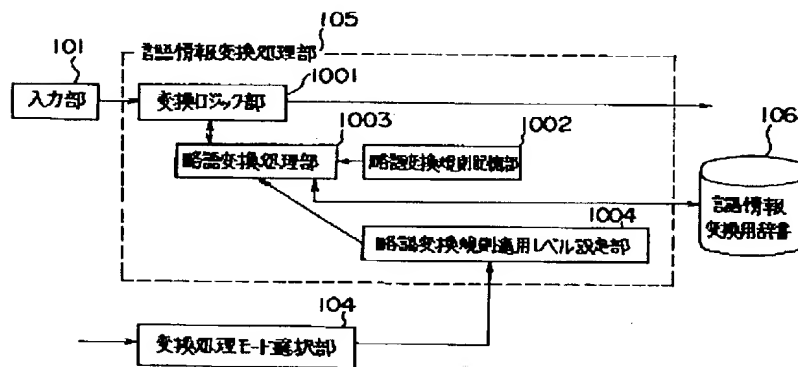 105
101
言語情報変換処理部
1001
入力部
変換ロジック部
1003
1002
106
略語変換処理部
略語変換規則記憶部
言語情報
変換用辞書
1004
略語変換規則適用レベル設定部
104
変換処理モード選択部